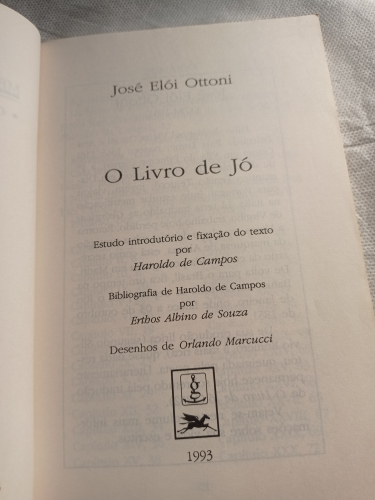 José Elói Ottoni
O Livro de Jó
Estudo introdutório e fixação do texto
por
Haroldo de Campos
Bibliografia de Haroldo de Campos
por
Erthos Albino de Souza
Desenhos de Orlando Marcucci
1993